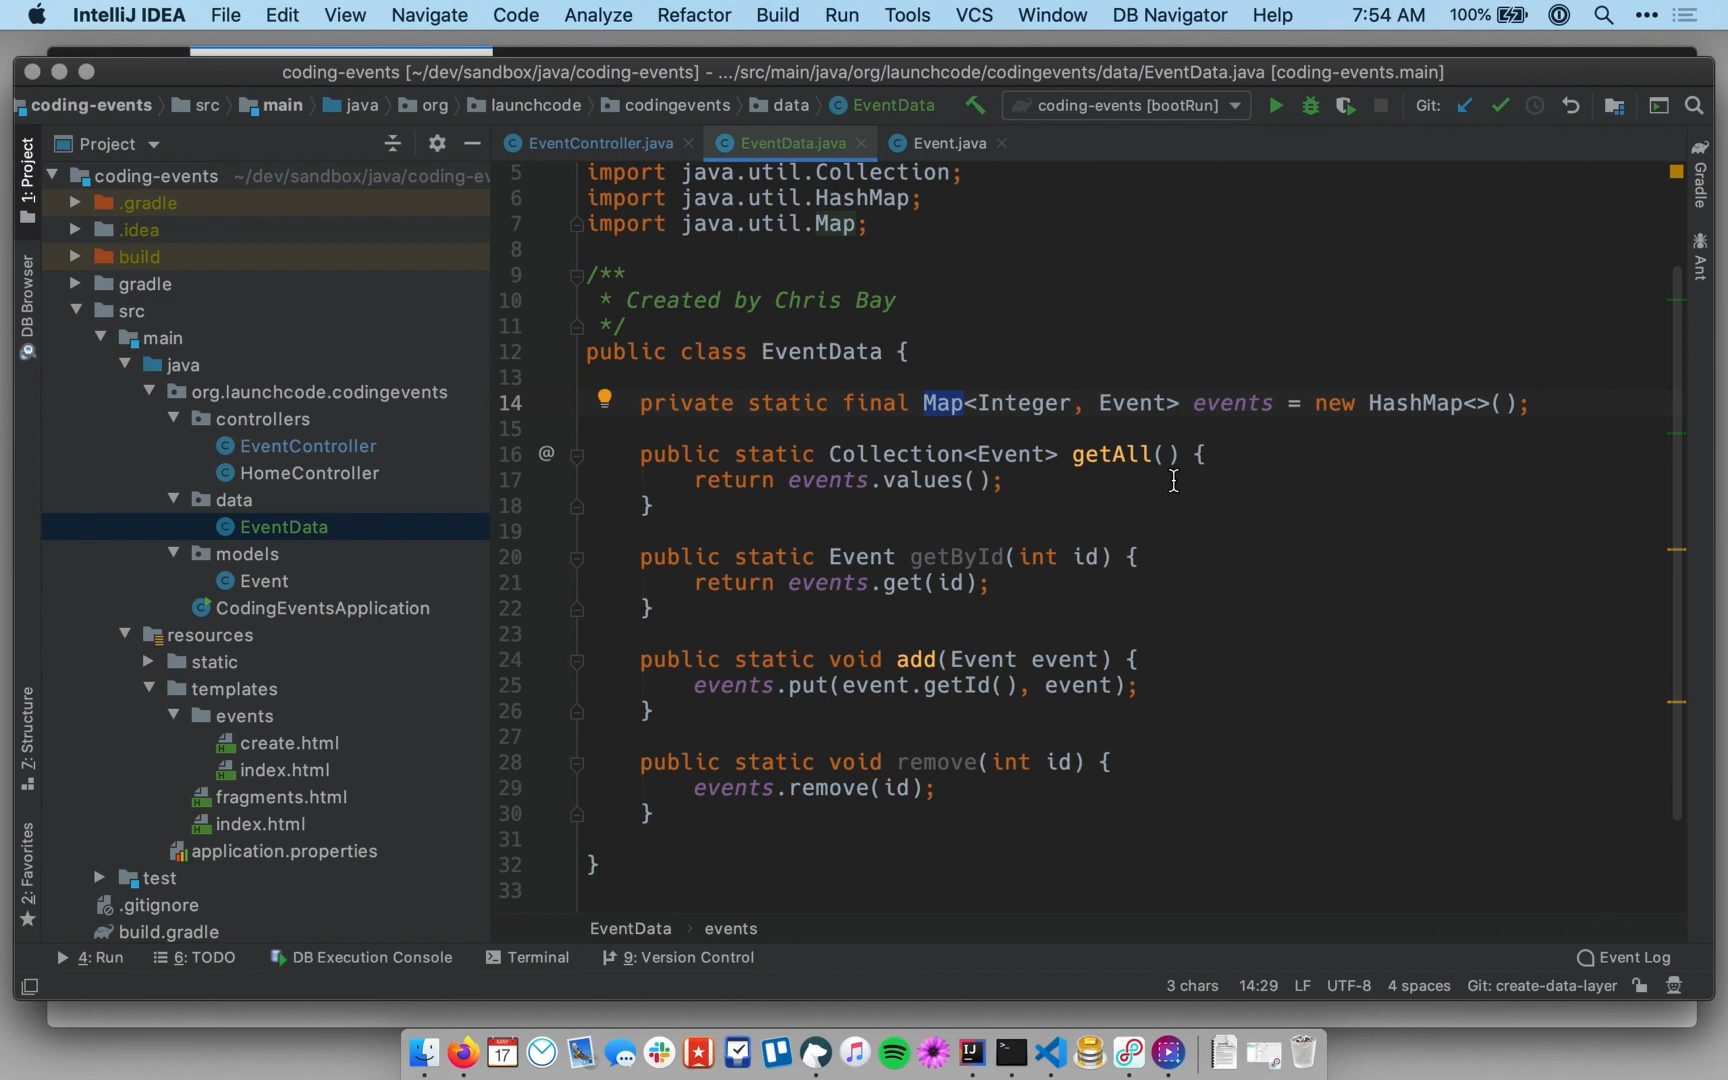 IntelliJ IDEA File Edit View Navigate Code Analyze Refactor Build Run Tools VCS Window DB Navigator Help 7:54 AM 100%
coding-events [~/dev/sandbox/java/coding-events] - .../src/main/java/org/launchcode/codingevents/data/EventData.java [coding-events.main]
coding-events src main java org launchcode codingevents data EventData coding-events [bootRun] Git:
Project EventController.java EventData.java Event.java
1: Project
DB Browser
7: Structure
2: Favorites
coding-events ~/dev/sandbox/java/coding-ev
.gradle
.idea
build
gradle
src
main
java
org.launchcode.codingevents
controllers
EventController
HomeController
data
EventData
models
Event
CodingEventsApplication
resources
static
templates
events
create.html
index.html
fragments.html
index.html
application.properties
test
.gitignore
build.gradle
5 import java.util.Collection;
6 import java.util.HashMap;
7 import java.util.Map;
8
9 /**
10 * Created by Chris Bay
11 */
12 public class EventData {
13
14 private static final Map<Integer, Event> events = new HashMap<>();
15
16 @ public static Collection<Event> getAll() {
17 return events.values();
18 }
19
20 public static Event getById(int id) {
21 return events.get(id);
22 }
23
24 public static void add(Event event) {
25 events.put(event.getId(), event);
26 }
27
28 public static void remove(int id) {
29 events.remove(id);
30 }
31
32 }
33
Gradle
Ant
EventData › events
4: Run 6: TODO DB Execution Console Terminal 9: Version Control Event Log
3 chars 14:29 LF UTF-8 4 spaces Git: create-data-layer
MAY
17
IJ